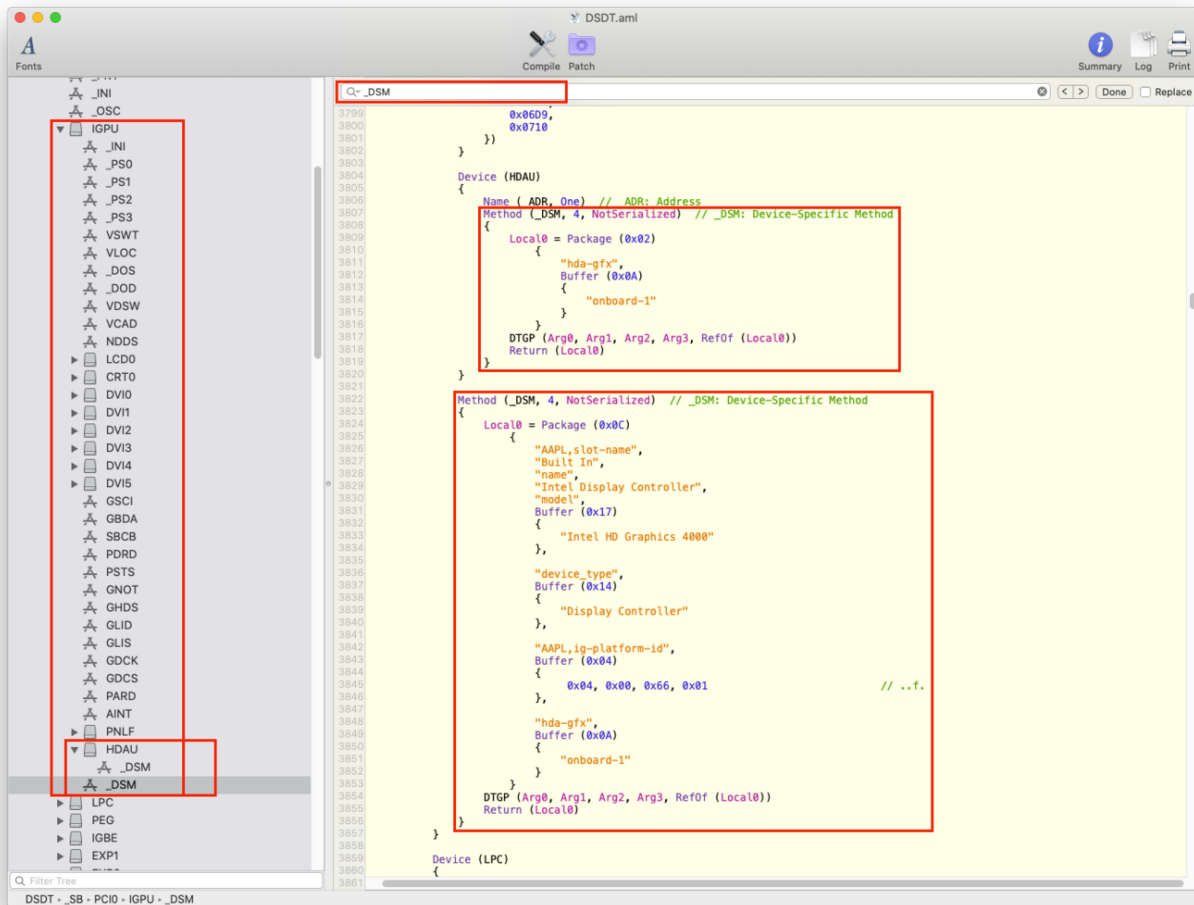 DSDT.aml
A
Fonts
Compile
Patch
Summary
Log
Print
_INI
_OSC
IGPU
_INI
_PS0
_PS1
_PS2
_PS3
VSWT
VLOC
_DOS
_DOD
VDSW
VCAD
NDDS
LCD0
CRT0
DVI0
DVI1
DVI2
DVI3
DVI4
DVI5
GSCI
GBDA
SBCB
PDRD
PSTS
GNOT
GHDS
GLID
GLIS
GDCK
GDCS
PARD
AINT
PNLF
HDAU
_DSM
_DSM
LPC
PEG
IGBE
EXP1
Filter Tree
DSDT › _SB › PCI0 › IGPU › _DSM
_DSM
< > Done Replace
3799 0x06D9,
3800 0x0710
3801 })
3802 }
3803
3804 Device (HDAU)
3805 {
3806 Name (_ADR, One) // _ADR: Address
3807 Method (_DSM, 4, NotSerialized) // _DSM: Device-Specific Method
3808 {
3809 Local0 = Package (0x02)
3810 {
3811 "hda-gfx",
3812 Buffer (0x0A)
3813 {
3814 "onboard-1"
3815 }
3816 }
3817 DTGP (Arg0, Arg1, Arg2, Arg3, RefOf (Local0))
3818 Return (Local0)
3819 }
3820 }
3821
3822 Method (_DSM, 4, NotSerialized) // _DSM: Device-Specific Method
3823 {
3824 Local0 = Package (0x0C)
3825 {
3826 "AAPL,slot-name",
3827 "Built In",
3828 "name",
3829 "Intel Display Controller",
3830 "model",
3831 Buffer (0x17)
3832 {
3833 "Intel HD Graphics 4000"
3834 },
3835
3836 "device_type",
3837 Buffer (0x14)
3838 {
3839 "Display Controller"
3840 },
3841
3842 "AAPL,ig-platform-id",
3843 Buffer (0x04)
3844 {
3845 0x04, 0x00, 0x66, 0x01 // ..f.
3846 },
3847
3848 "hda-gfx",
3849 Buffer (0x0A)
3850 {
3851 "onboard-1"
3852 }
3853 }
3854 DTGP (Arg0, Arg1, Arg2, Arg3, RefOf (Local0))
3855 Return (Local0)
3856 }
3857 }
3858
3859 Device (LPC)
3860 {
3861